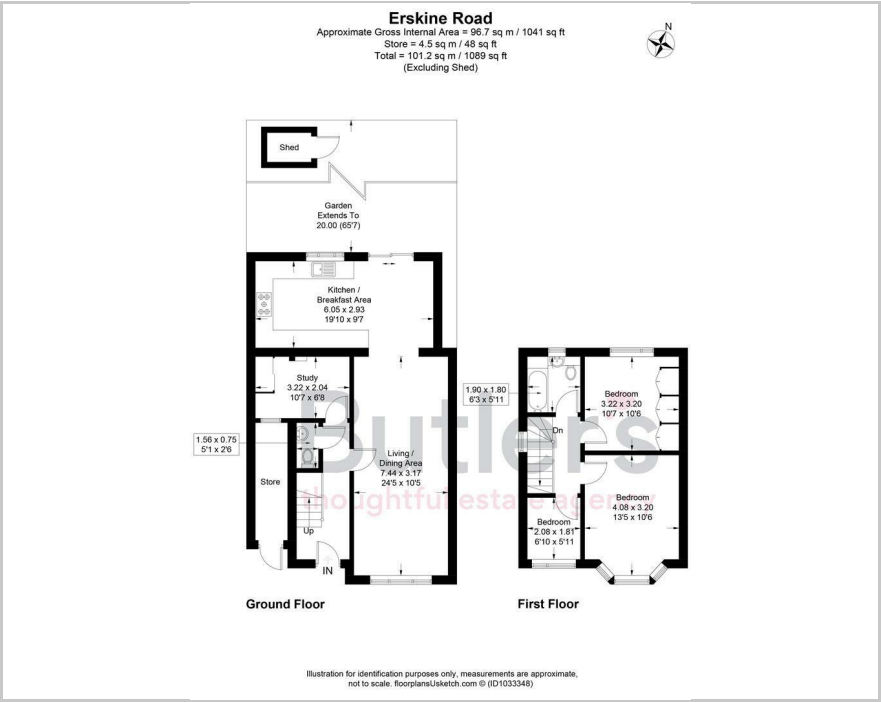 Erskine Road
Approximate Gross Internal Area = 96.7 sq m / 1041 sq ft
Store = 4.5 sq m / 48 sq ft
Total = 101.2 sq m / 1089 sq ft
(Excluding Shed)
N
Shed
Garden
Extends To
20.00 (65'7)
Kitchen /
Breakfast Area
6.05 x 2.93
19'10 x 9'7
Study
3.22 x 2.04
10'7 x 6'8
1.56 x 0.75
5'1 x 2'6
Store
Up
IN
Living /
Dining Area
7.44 x 3.17
24'5 x 10'5
1.90 x 1.80
6'3 x 5'11
Dn
Bedroom
3.22 x 3.20
10'7 x 10'6
Bedroom
4.08 x 3.20
13'5 x 10'6
Bedroom
2.08 x 1.81
6'10 x 5'11
Butlers
thoughtful estate agency
Ground Floor
First Floor
Illustration for identification purposes only, measurements are approximate,
not to scale. floorplansUsketch.com © (ID1033348)